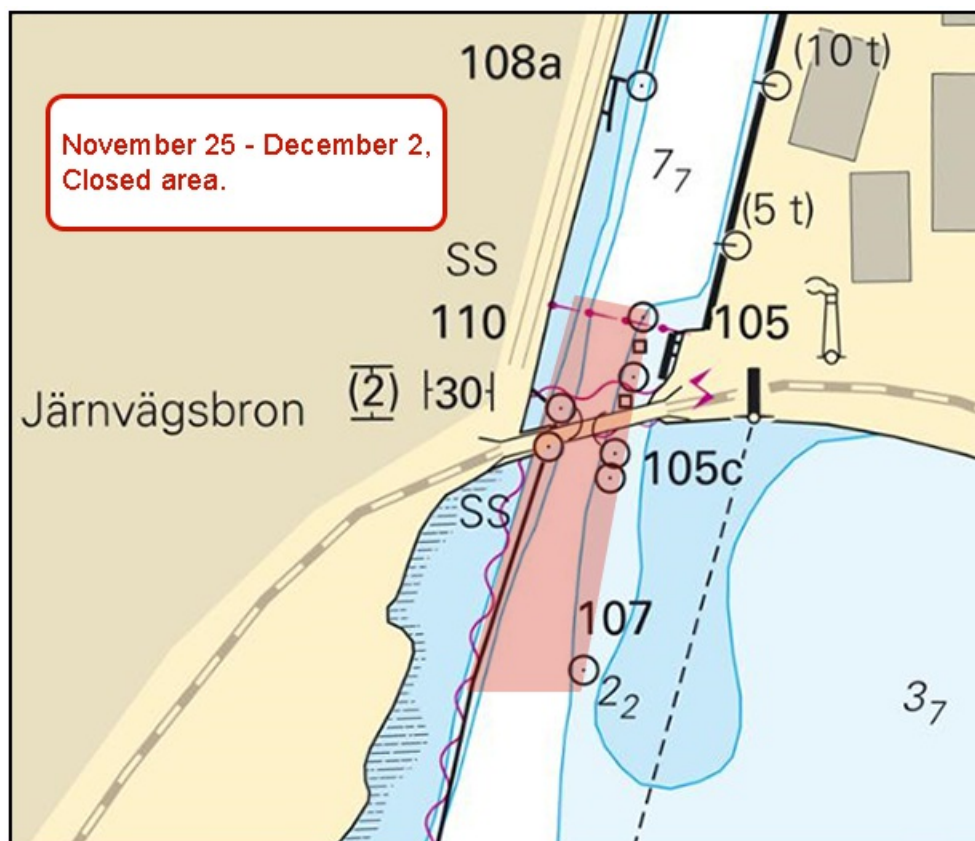 108a
(10 t)
November 25 - December 2,
Closed area.
7₇
(5 t)
SS
110
105
Järnvägsbron (2) 30
105c
SS
107
2₂
3₇